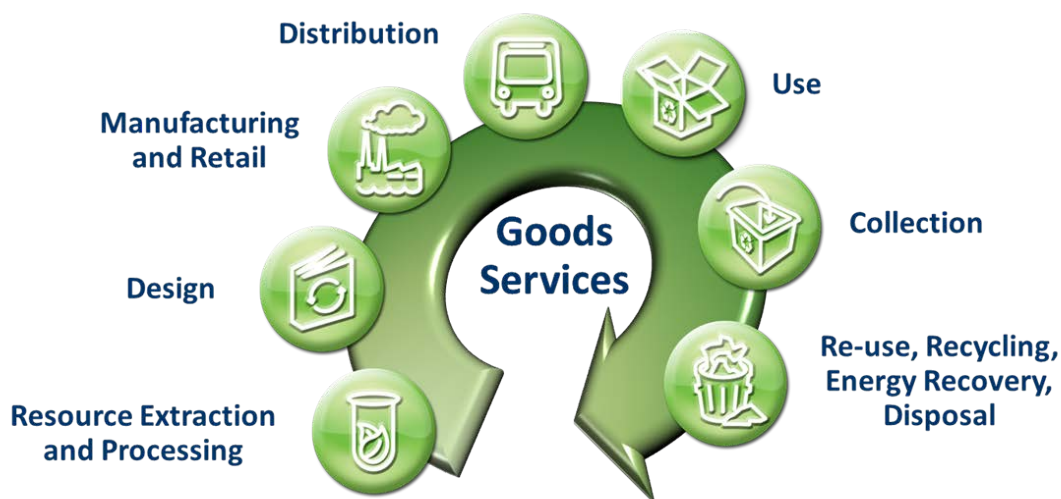 Distribution
Use
Manufacturing
and Retail
Goods
Services
Collection
Design
Re-use, Recycling,
Energy Recovery,
Disposal
Resource Extraction
and Processing